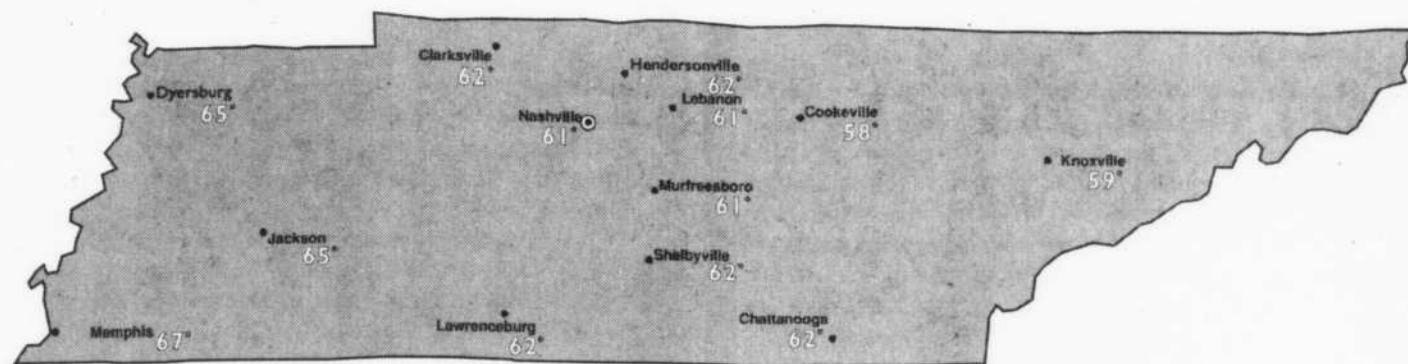 Clarksville
62°
Hendersonville
62°
Dyersburg
65°
Lebanon
61°
Nashville
61°
Cookeville
58°
Knoxville
59°
Murfreesboro
61°
Jackson
65°
Shelbyville
62°
Memphis
67°
Lawrenceburg
62°
Chattanooga
62°